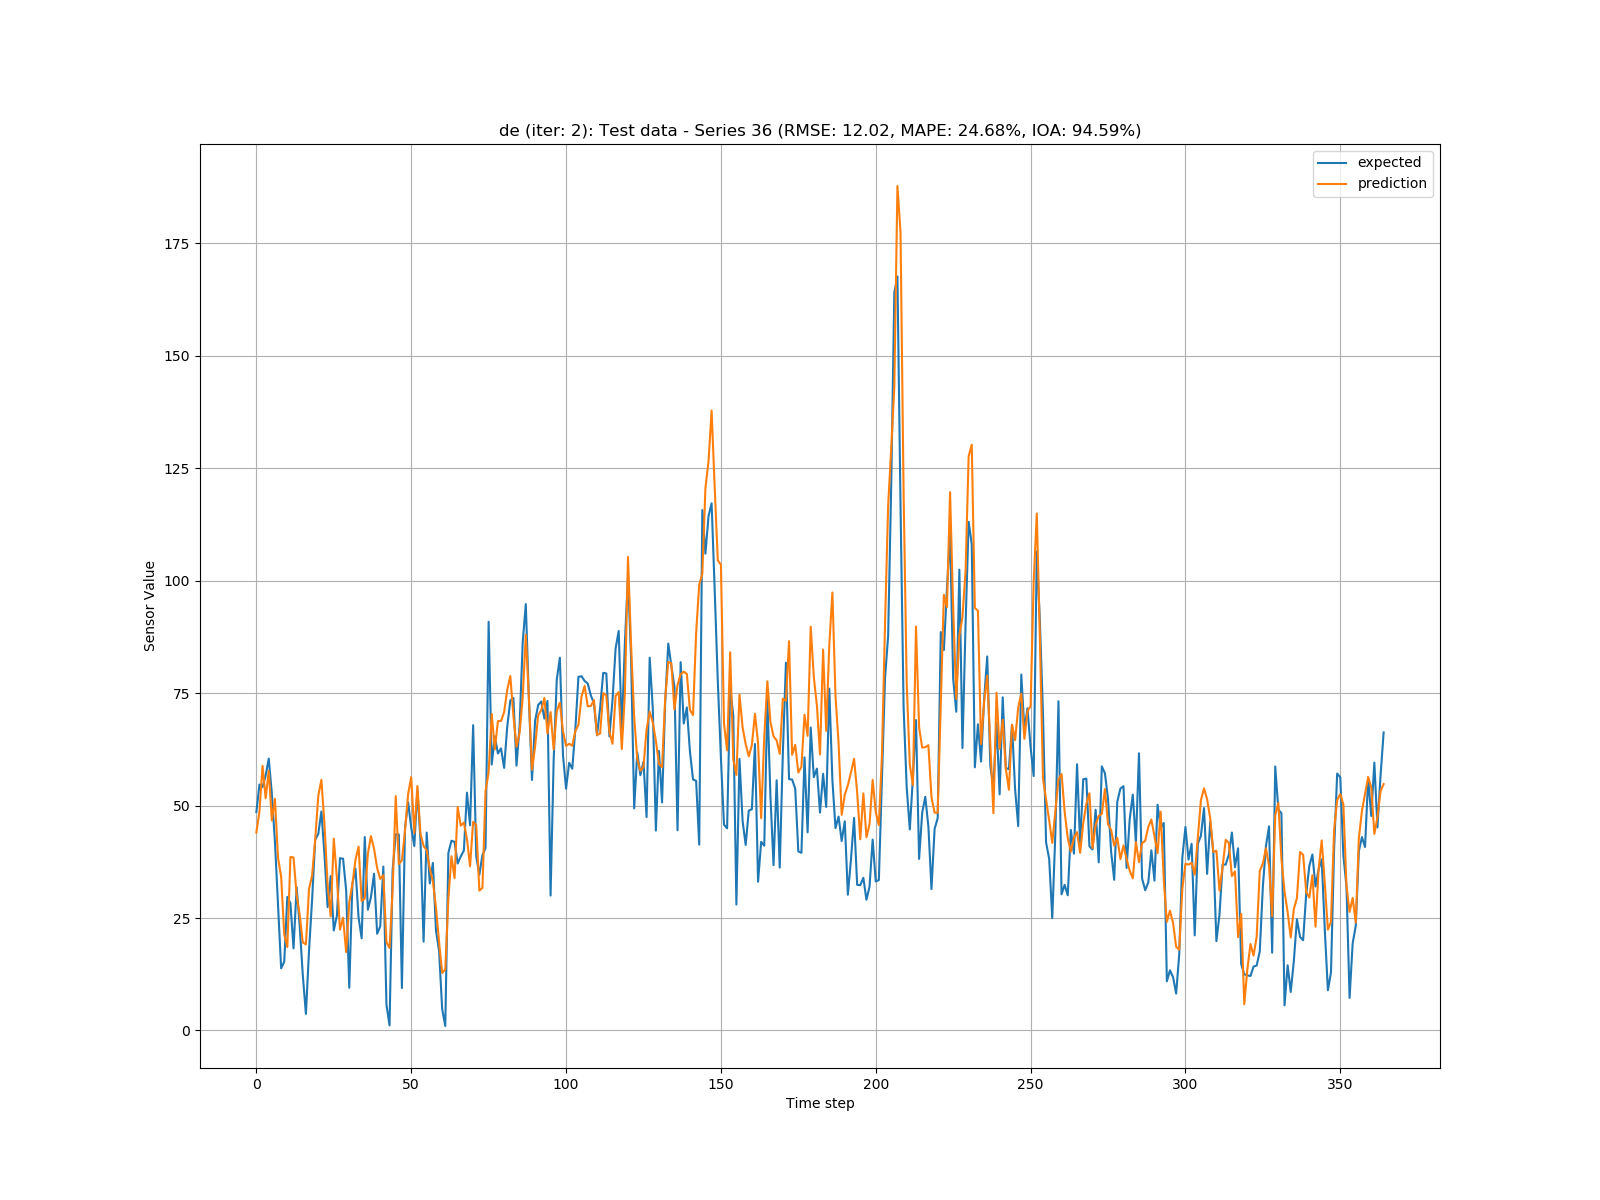 de (iter: 2): Test data - Series 36 (RMSE: 12.02, MAPE: 24.68%, IOA: 94.59%)
expected
prediction
175
150
125
100
75
50
25
0
Sensor Value
0 50 100 150 200 250 300 350
Time step